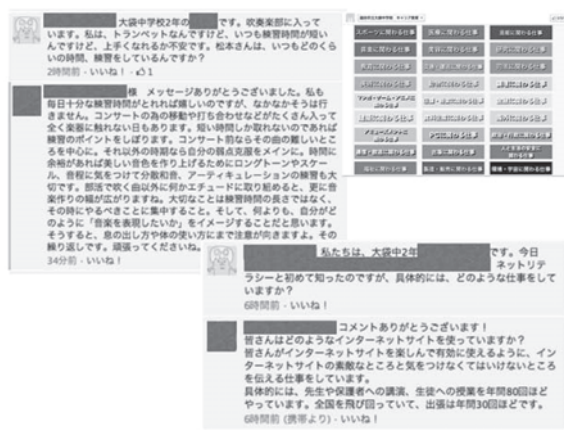 大袋中学校2年の です。吹奏楽部に入って
います。私は、トランペットなんですけど、いつも練習時間が短い
んですけど、上手くなれるか不安です。松本さんは、いつもどのくら
いの時間、練習をしているんですか？
2時間前・いいね！・1
様 メッセージありがとうございました。私も
毎日十分な練習時間がとれれば嬉しいのですが、なかなかそうは行
きません。コンサートの為の移動や打ち合わせなどがたくさん入って
全く楽器に触れない日もあります。短い時間しか取れないのであれば
練習のポイントをしぼります。コンサート前ならその曲の難しいとこ
ろを中心に。それ以外の時期なら自分の弱点克服をメインに。時間に
余裕があれば美しい音色を作り上げるためにロングトーンやスケー
ル、音程に気をつけて分散和音、アーティキュレーションの練習も大
切です。部活で吹く曲以外に何かエチュードに取り組めると、更に音
楽作りの幅が広がりますね。大切なことは練習時間の長さではなく、
その時にやるべきことに集中すること。そして、何よりも、自分がど
のように「音楽を表現したいか」をイメージすることだと思います。
そうすると、息の出し方や体の使い方にまで注意が向きますよ。その
繰り返しです。頑張ってくださいね。
34分前・いいね！
スポーツに関わる仕事
医療に関わる仕事
音楽に関わる仕事
動物に関わる仕事
福祉に関わる仕事
環境・宇宙に関わる仕事
私たちは、大袋中2年 です。今日
ネットリテ
ラシーと初めて知ったのですが、具体的には、どのような仕事をして
いますか？
6時間前・いいね！
コメントありがとうございます！
皆さんはどのようなインターネットサイトを使っていますか？
皆さんがインターネットサイトを楽しんで有効に使えるように、イン
ターネットサイトの素敵なところと気をつけなくてはいけないところ
を伝える仕事をしています。
具体的には、先生や保護者への講演、生徒への授業を年間80回ほど
やっています。全国を飛び回っていて、出張は年間30回ほどです。
6時間前 (携帯より)・いいね！